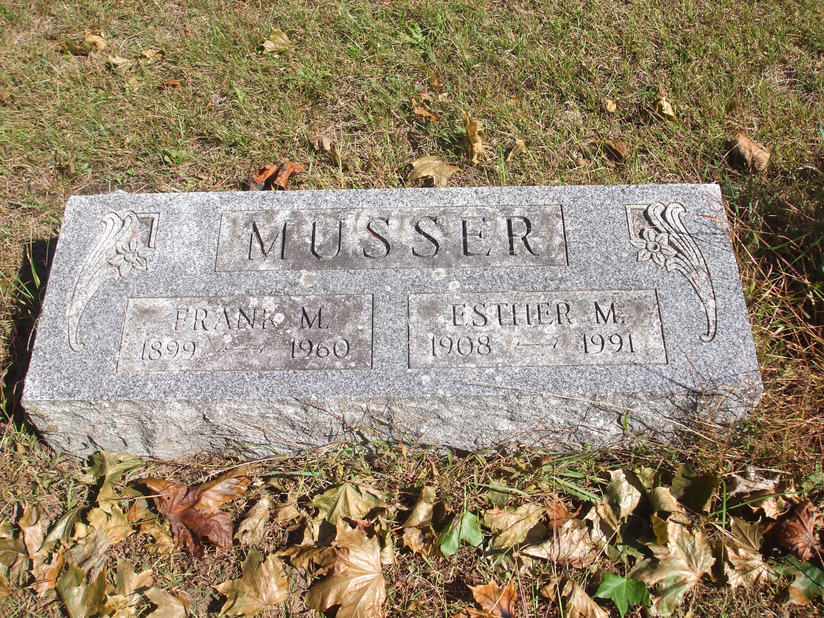 MUSSER
FRANK M.
1899 — 1960
ESTHER M.
1908 — 1991